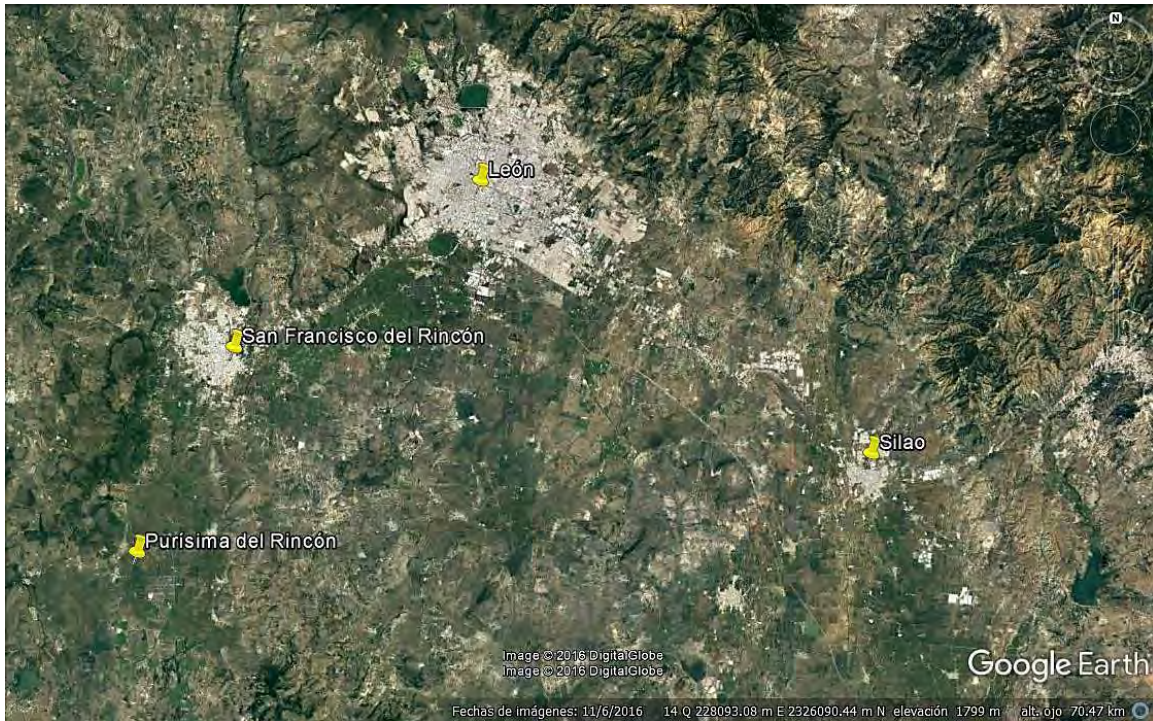 N
León
San Francisco del Rincón
Silao
Purísima del Rincón
Image © 2016 DigitalGlobe
Image © 2016 DigitalGlobe
Google Earth
Fechas de imágenes: 11/6/2016 14 Q 228093.08 m E 2326090.44 m N elevación 1799 m alt. ojo 70.47 km